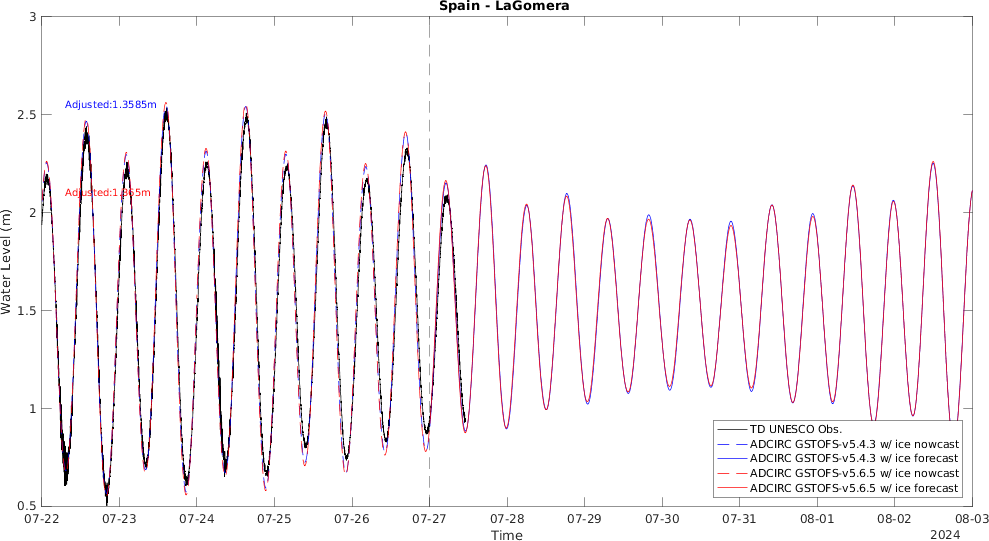 Spain - LaGomera
3
2.5
2
1.5
1
0.5
Water Level (m)
Adjusted:1.3585m
TD UNESCO Obs.
ADCIRC GSTOFS-v5.4.3 w/ ice nowcast
ADCIRC GSTOFS-v5.4.3 w/ ice forecast
ADCIRC GSTOFS-v5.6.5 w/ ice nowcast
ADCIRC GSTOFS-v5.6.5 w/ ice forecast
07-22 07-23 07-24 07-25 07-26 07-27 07-28 07-29 07-30 07-31 08-01 08-02 08-03
Time
2024